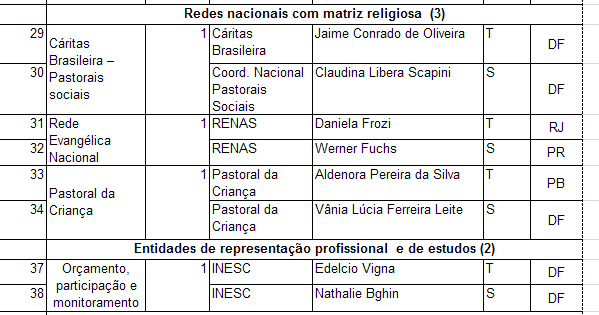 Redes nacionais com matriz religiosa (3)
29 Cáritas Brasileira – Pastorais sociais 1 Cáritas Brasileira Jaime Conrado de Oliveira T DF
30 Coord. Nacional Pastorais Sociais Claudina Libera Scapini S DF
31 Rede Evangélica Nacional 1 RENAS Daniela Frozi T RJ
32 RENAS Werner Fuchs S PR
33 Pastoral da Criança 1 Pastoral da Criança Aldenora Pereira da Silva T PB
34 Pastoral da Criança Vânia Lúcia Ferreira Leite S DF
Entidades de representação profissional e de estudos (2)
37 Orçamento, participação e monitoramento 1 INESC Edelcio Vigna T DF
38 INESC Nathalie Bghin S DF